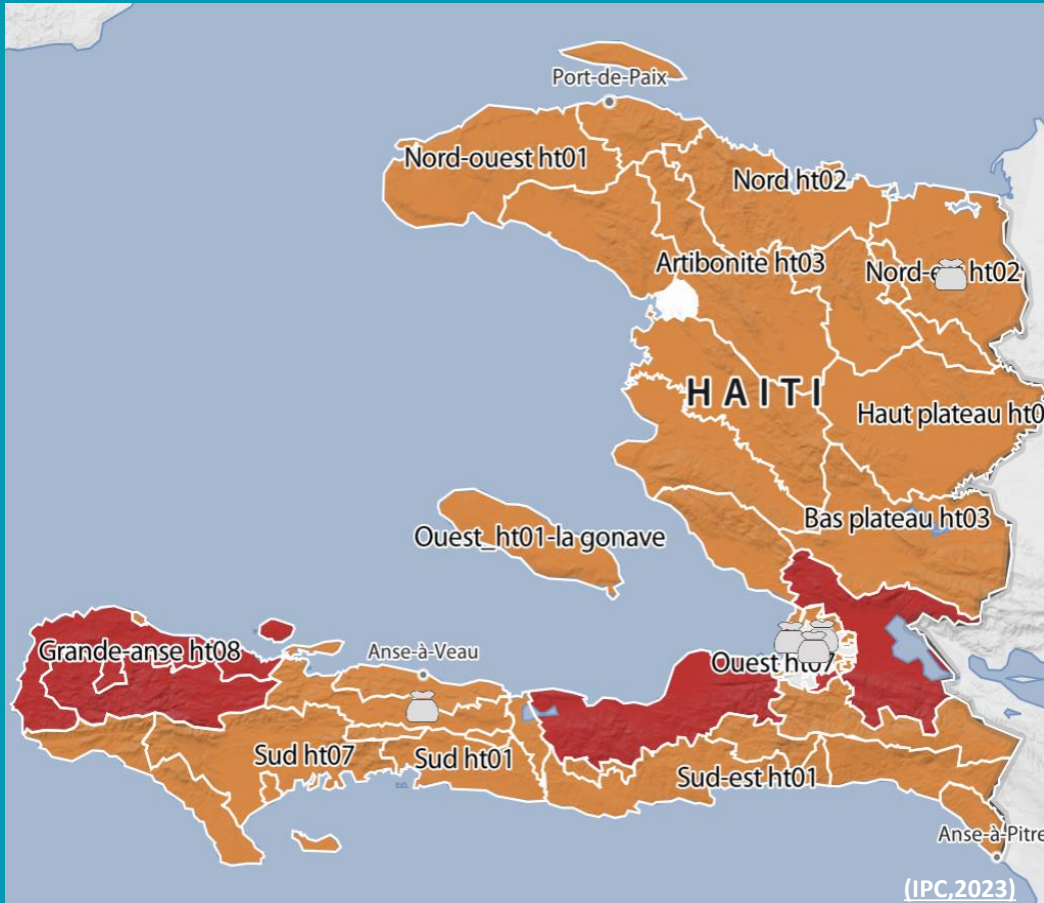 Port-de-Paix
Nord-ouest ht01
Nord ht02
Artibonite ht03
Nord-e ht02
HAITI
Haut plateau ht0
Bas plateau ht03
Ouest_ht01-la gonave
Grande-anse ht08
Anse-à-Veau
Ouest ht07
Sud ht07
Sud ht01
Sud-est ht01
Anse-à-Pitre
(IPC,2023)